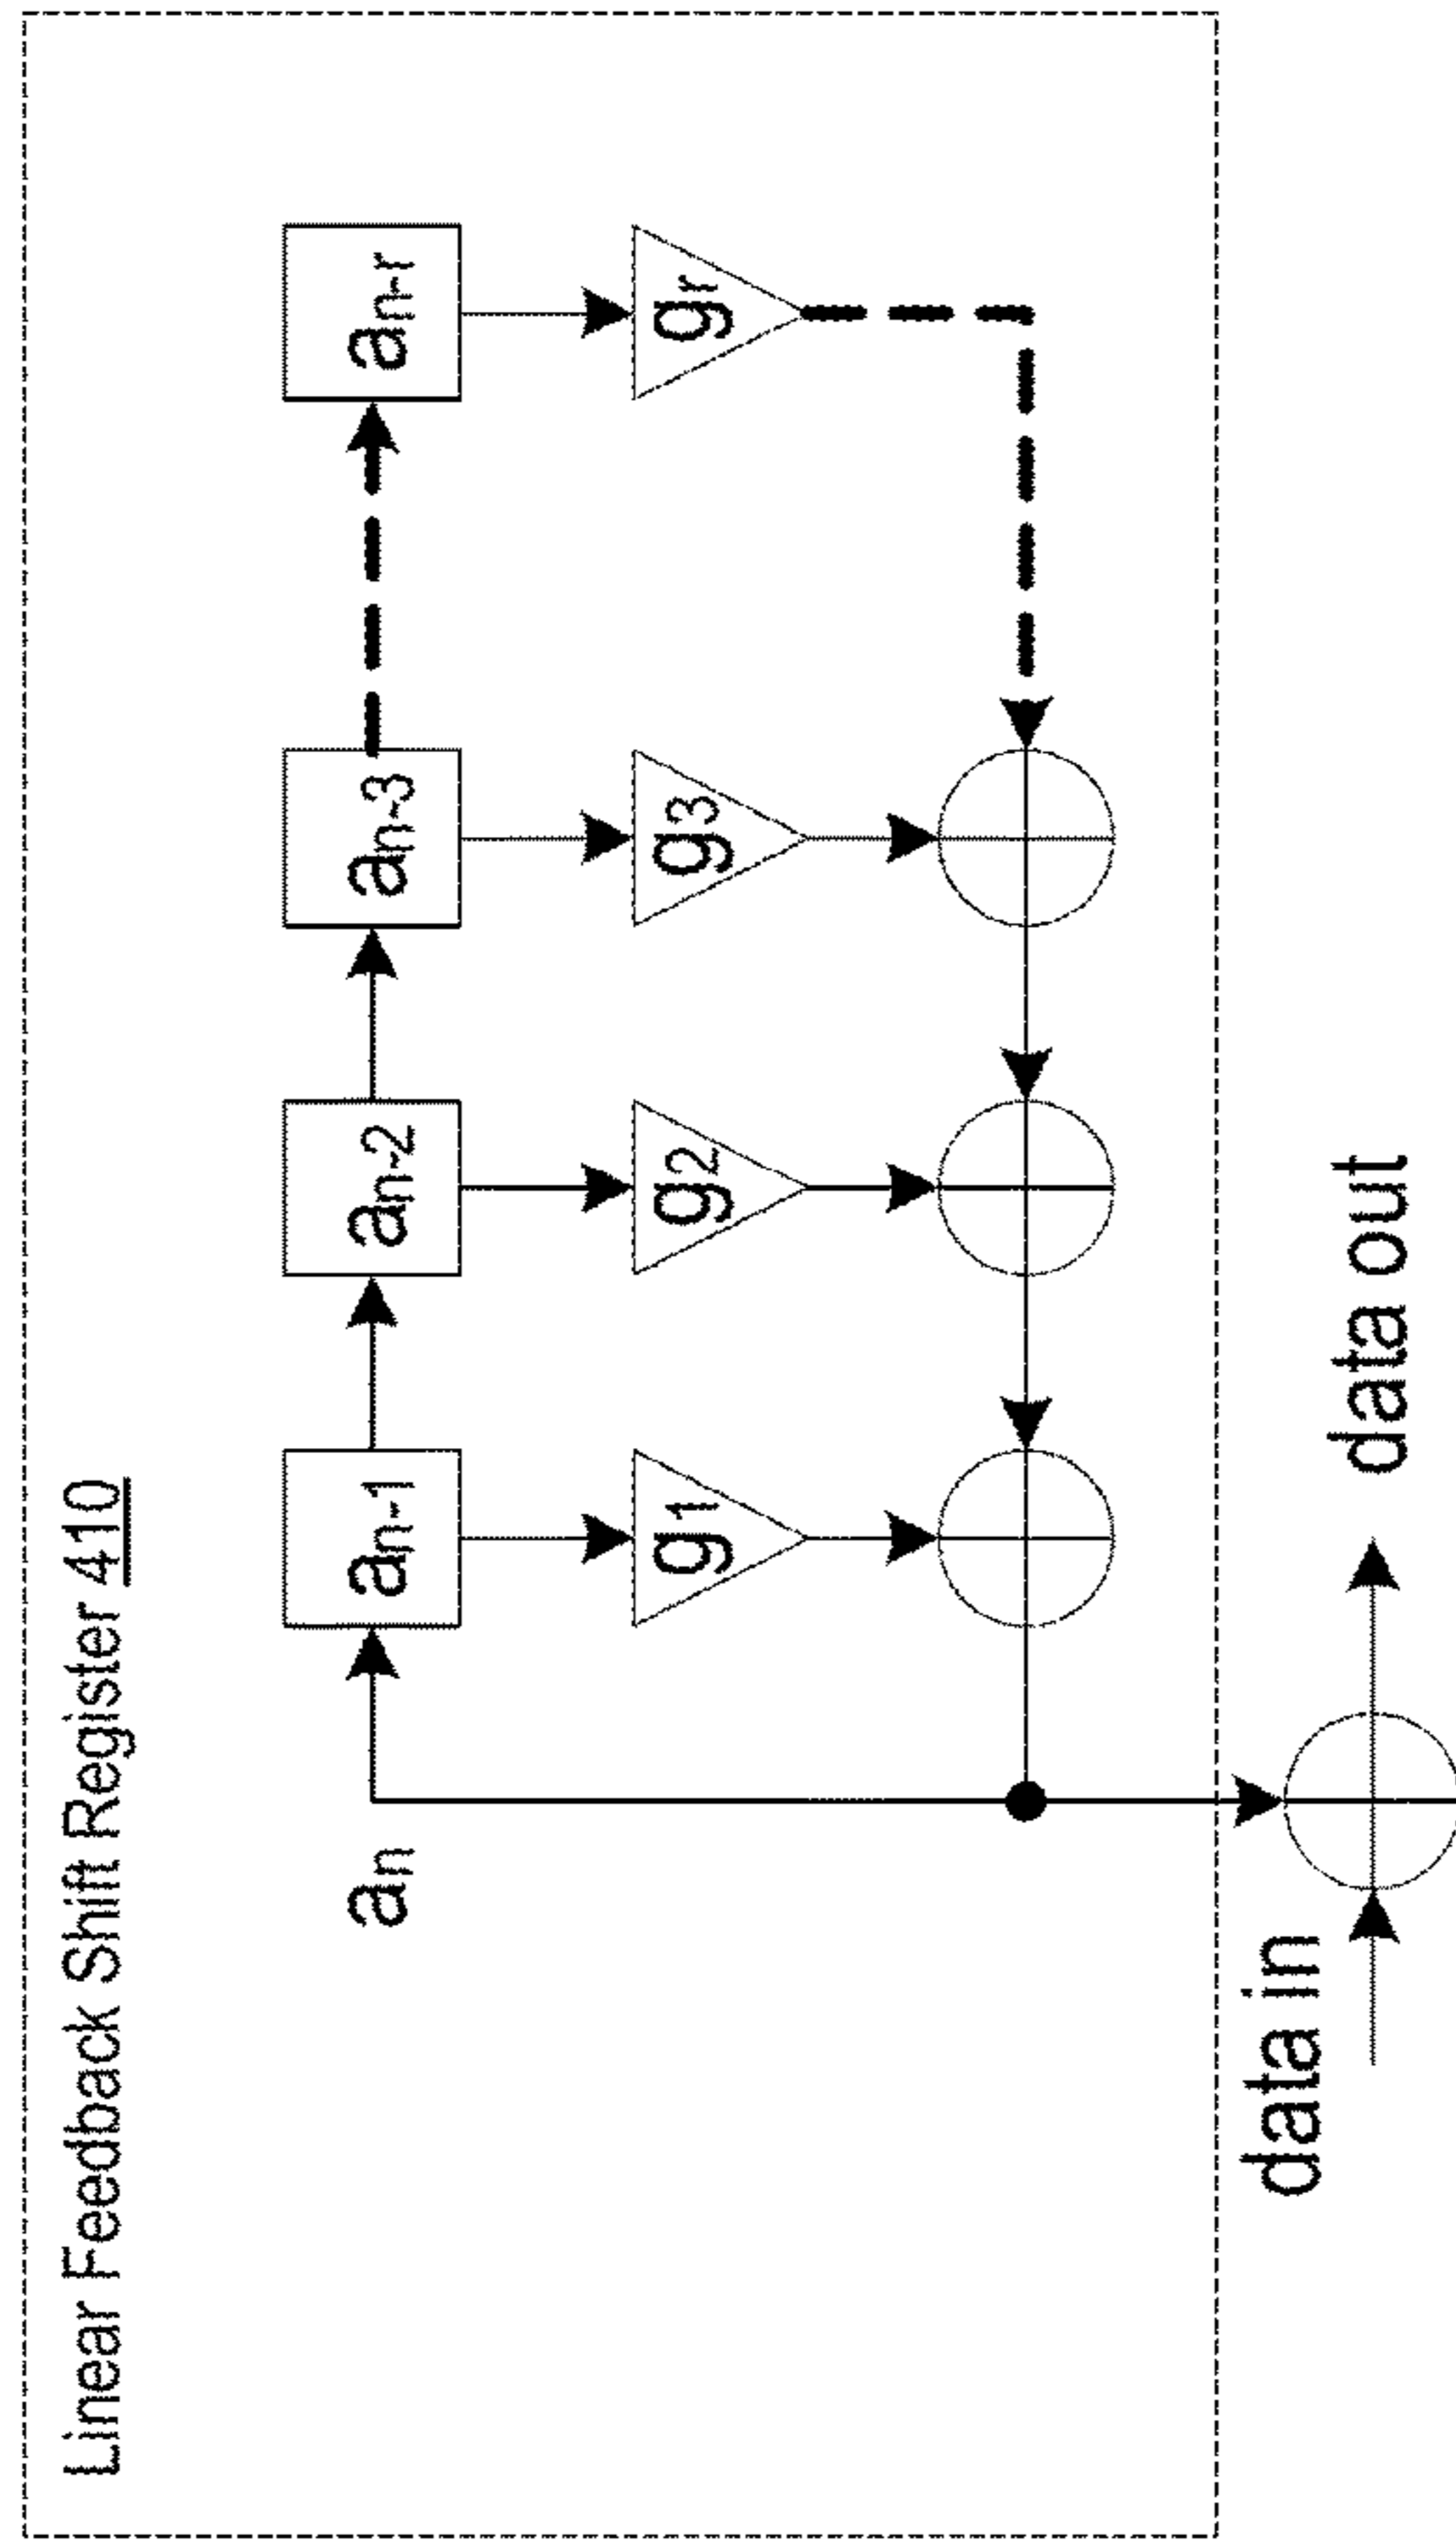 Linear Feedback Shift Register 410
an
an-1
an-2
an-3
an-r
g1
g2
g3
gr
data in
data out